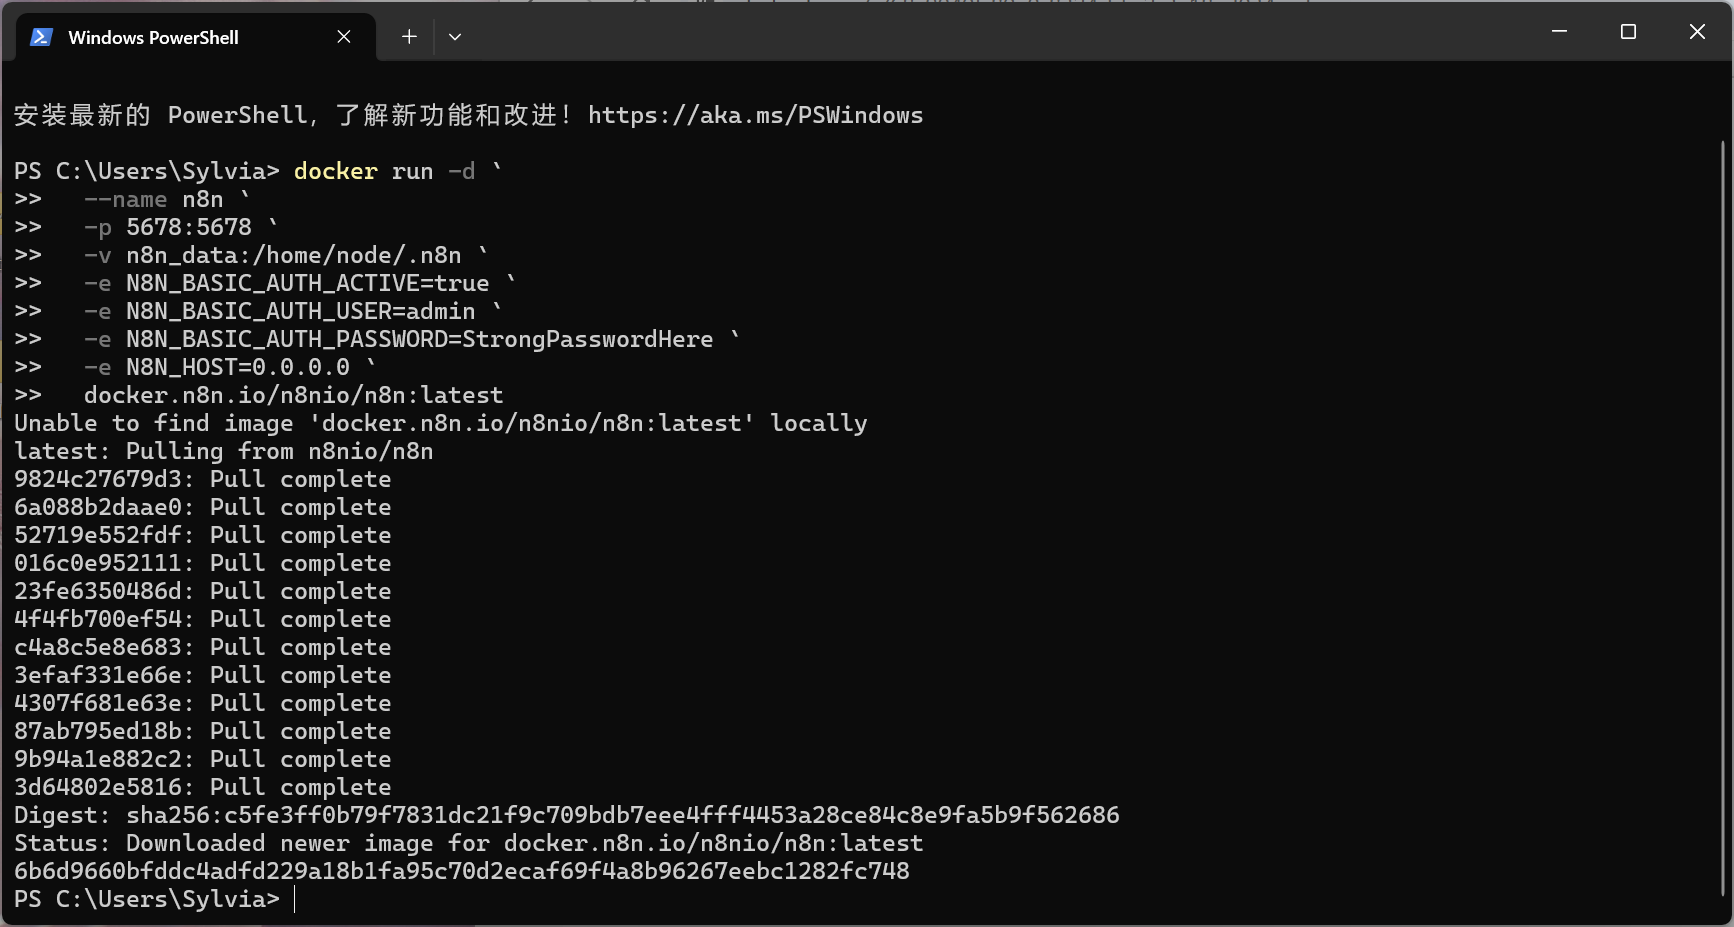 Windows PowerShell
安装最新的 PowerShell，了解新功能和改进！https://aka.ms/PSWindows
PS C:\Users\Sylvia> docker run -d `
>>   --name n8n `
>>   -p 5678:5678 `
>>   -v n8n_data:/home/node/.n8n `
>>   -e N8N_BASIC_AUTH_ACTIVE=true `
>>   -e N8N_BASIC_AUTH_USER=admin `
>>   -e N8N_BASIC_AUTH_PASSWORD=StrongPasswordHere `
>>   -e N8N_HOST=0.0.0.0 `
>>   docker.n8n.io/n8nio/n8n:latest
Unable to find image 'docker.n8n.io/n8nio/n8n:latest' locally
latest: Pulling from n8nio/n8n
9824c27679d3: Pull complete
6a088b2daae0: Pull complete
52719e552fdf: Pull complete
016c0e952111: Pull complete
23fe6350486d: Pull complete
4f4fb700ef54: Pull complete
c4a8c5e8e683: Pull complete
3efaf331e66e: Pull complete
4307f681e63e: Pull complete
87ab795ed18b: Pull complete
9b94a1e882c2: Pull complete
3d64802e5816: Pull complete
Digest: sha256:c5fe3ff0b79f7831dc21f9c709bdb7eee4fff4453a28ce84c8e9fa5b9f562686
Status: Downloaded newer image for docker.n8n.io/n8nio/n8n:latest
6b6d9660bfddc4adfd229a18b1fa95c70d2ecaf69f4a8b96267eebc1282fc748
PS C:\Users\Sylvia>